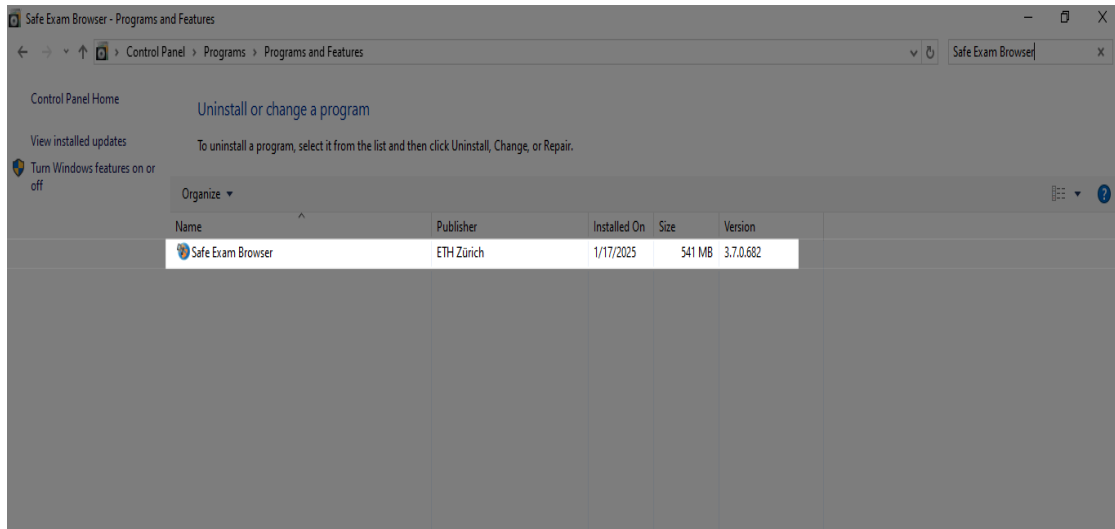 Safe Exam Browser - Programs and Features
Control Panel > Programs > Programs and Features
Safe Exam Browser
Control Panel Home
View installed updates
Turn Windows features on or
off
Uninstall or change a program
To uninstall a program, select it from the list and then click Uninstall, Change, or Repair.
Organize
Name Publisher Installed On Size Version
Safe Exam Browser ETH Zürich 1/17/2025 541 MB 3.7.0.682